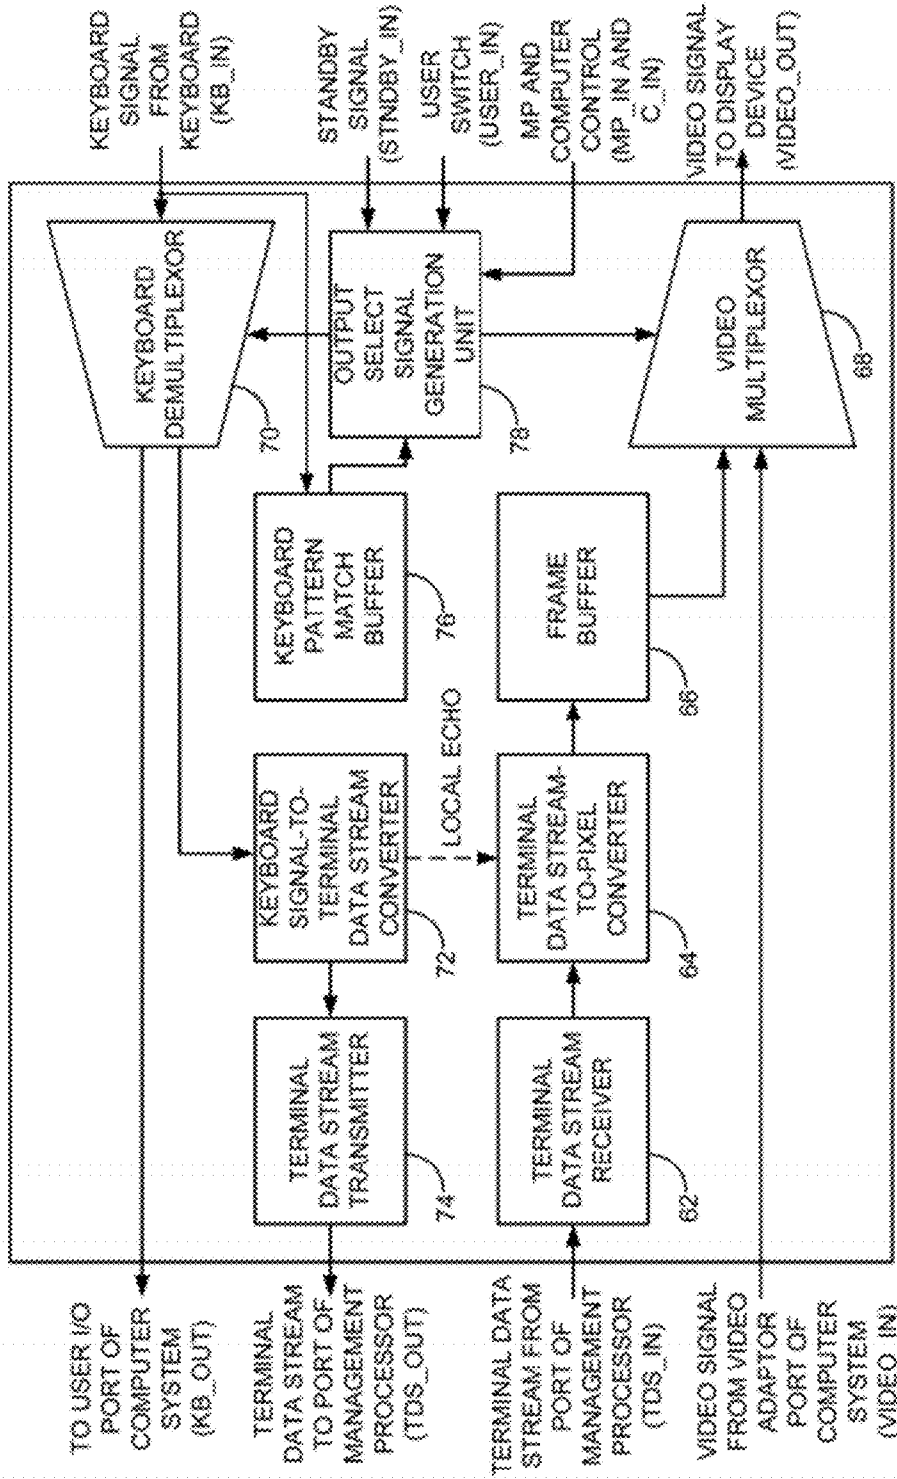 TO USER I/O
PORT OF
COMPUTER
SYSTEM
(KB_OUT)
TERMINAL
DATA STREAM
TO PORT OF
MANAGEMENT
PROCESSOR
(TDS_OUT)
TERMINAL DATA
STREAM FROM
PORT OF
MANAGEMENT
PROCESSOR
(TDS_IN)
VIDEO SIGNAL
FROM VIDEO
ADAPTOR
PORT OF
COMPUTER
SYSTEM
(VIDEO_IN)
TERMINAL
DATA STREAM
TRANSMITTER
74
TERMINAL
DATA STREAM
RECEIVER
62
KEYBOARD
SIGNAL-TO-
TERMINAL
DATA STREAM
CONVERTER
72
LOCAL ECHO
TERMINAL
DATA STREAM-
TO-PIXEL
CONVERTER
64
KEYBOARD
PATTERN
MATCH
BUFFER
76
FRAME
BUFFER
66
KEYBOARD
DEMULTIPLEXOR
70
OUTPUT
SELECT
SIGNAL
GENERATION
UNIT
78
VIDEO
MULTIPLEXOR
68
KEYBOARD
SIGNAL
FROM
KEYBOARD
(KB_IN)
STANDBY
SIGNAL
(STNDBY_IN)
USER
SWITCH
(USER_IN)
MP AND
COMPUTER
CONTROL
(MP_IN AND
C_IN)
VIDEO SIGNAL
TO DISPLAY
DEVICE
(VIDEO_OUT)